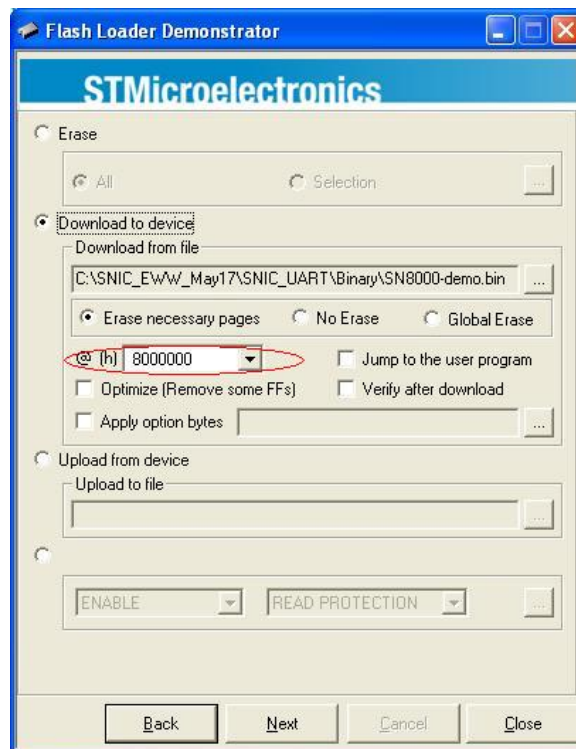 Flash Loader Demonstrator
STMicroelectronics
Erase
All Selection ...
Download to device
Download from file
C:\SNIC_EWW_May17\SNIC_UART\Binary\SN8000-demo.bin ...
Erase necessary pages No Erase Global Erase
@ (h) 8000000 Jump to the user program
Optimize (Remove some FFs) Verify after download
Apply option bytes ...
Upload from device
Upload to file
...
ENABLE READ PROTECTION ...
Back Next Cancel Close